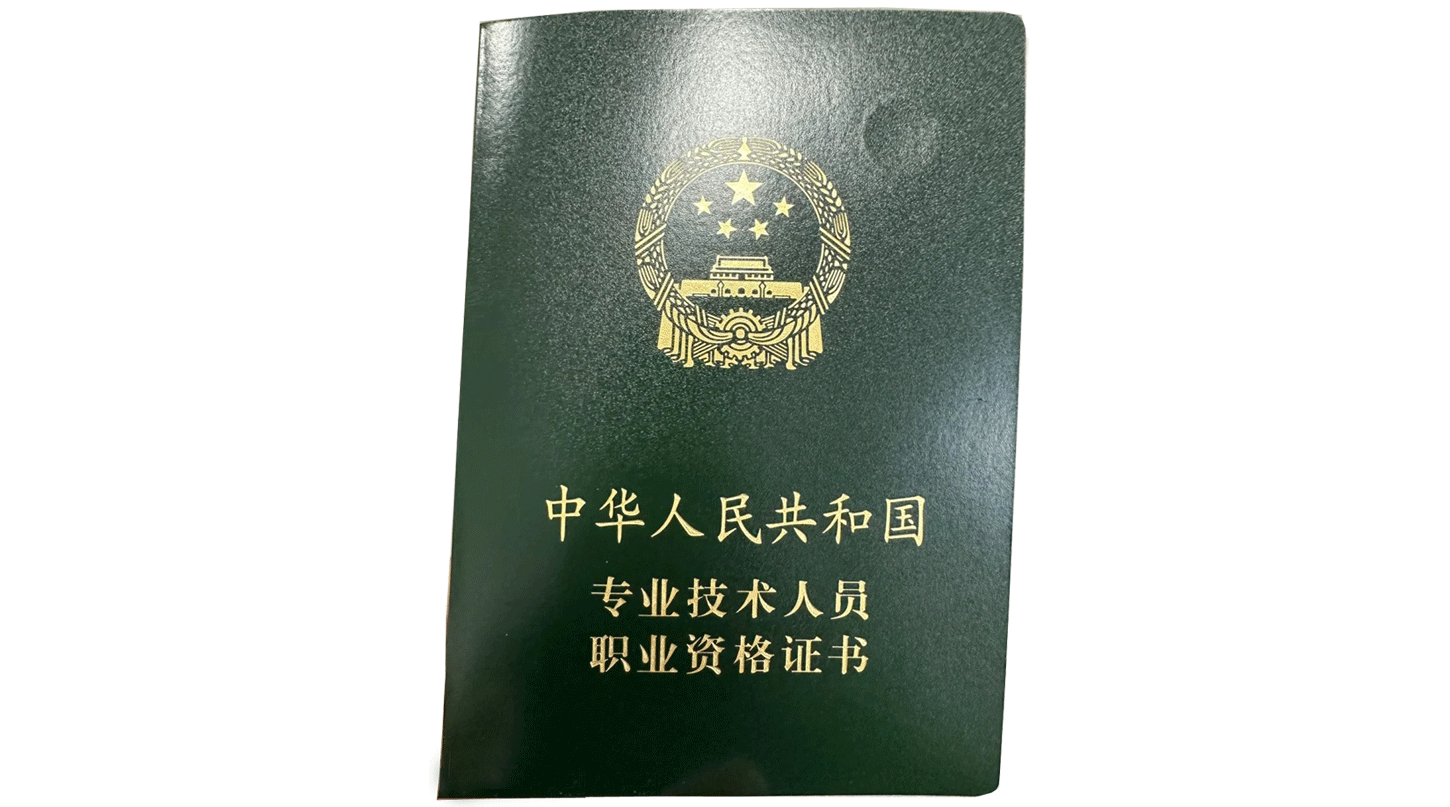 中华人民共和国
专业技术人员
职业资格证书